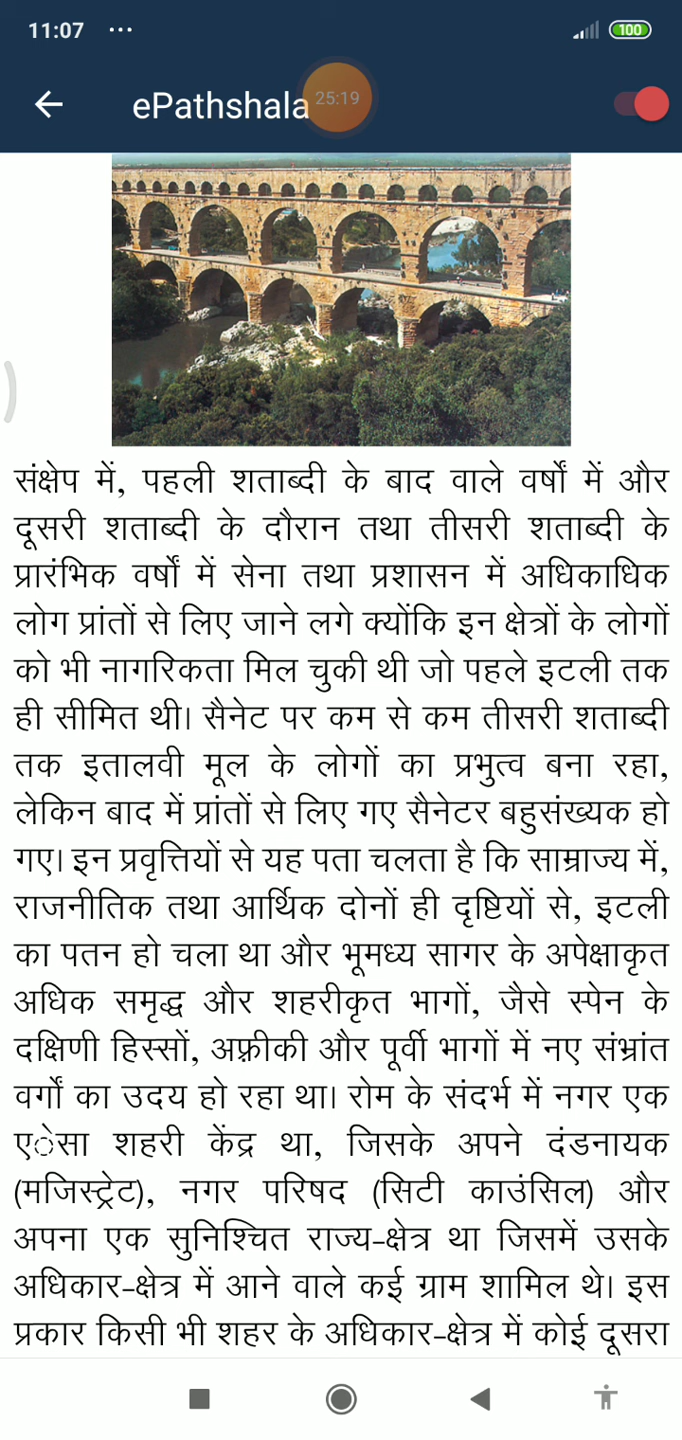 11:07 ...
100
ePathshala
25:19
संक्षेप में, पहली शताब्दी के बाद वाले वर्षों में और
दूसरी शताब्दी के दौरान तथा तीसरी शताब्दी के
प्रारंभिक वर्षों में सेना तथा प्रशासन में अधिकाधिक
लोग प्रांतों से लिए जाने लगे क्योंकि इन क्षेत्रों के लोगों
को भी नागरिकता मिल चुकी थी जो पहले इटली तक
ही सीमित थी। सैनेट पर कम से कम तीसरी शताब्दी
तक इतालवी मूल के लोगों का प्रभुत्व बना रहा,
लेकिन बाद में प्रांतों से लिए गए सैनेटर बहुसंख्यक हो
गए। इन प्रवृत्तियों से यह पता चलता है कि साम्राज्य में,
राजनीतिक तथा आर्थिक दोनों ही दृष्टियों से, इटली
का पतन हो चला था और भूमध्य सागर के अपेक्षाकृत
अधिक समृद्ध और शहरीकृत भागों, जैसे स्पेन के
दक्षिणी हिस्सों, अफ़्रीकी और पूर्वी भागों में नए संभ्रांत
वर्गों का उदय हो रहा था। रोम के संदर्भ में नगर एक
ए◌ेसा शहरी केंद्र था, जिसके अपने दंडनायक
(मजिस्ट्रेट), नगर परिषद (सिटी काउंसिल) और
अपना एक सुनिश्चित राज्य-क्षेत्र था जिसमें उसके
अधिकार-क्षेत्र में आने वाले कई ग्राम शामिल थे। इस
प्रकार किसी भी शहर के अधिकार-क्षेत्र में कोई दूसरा